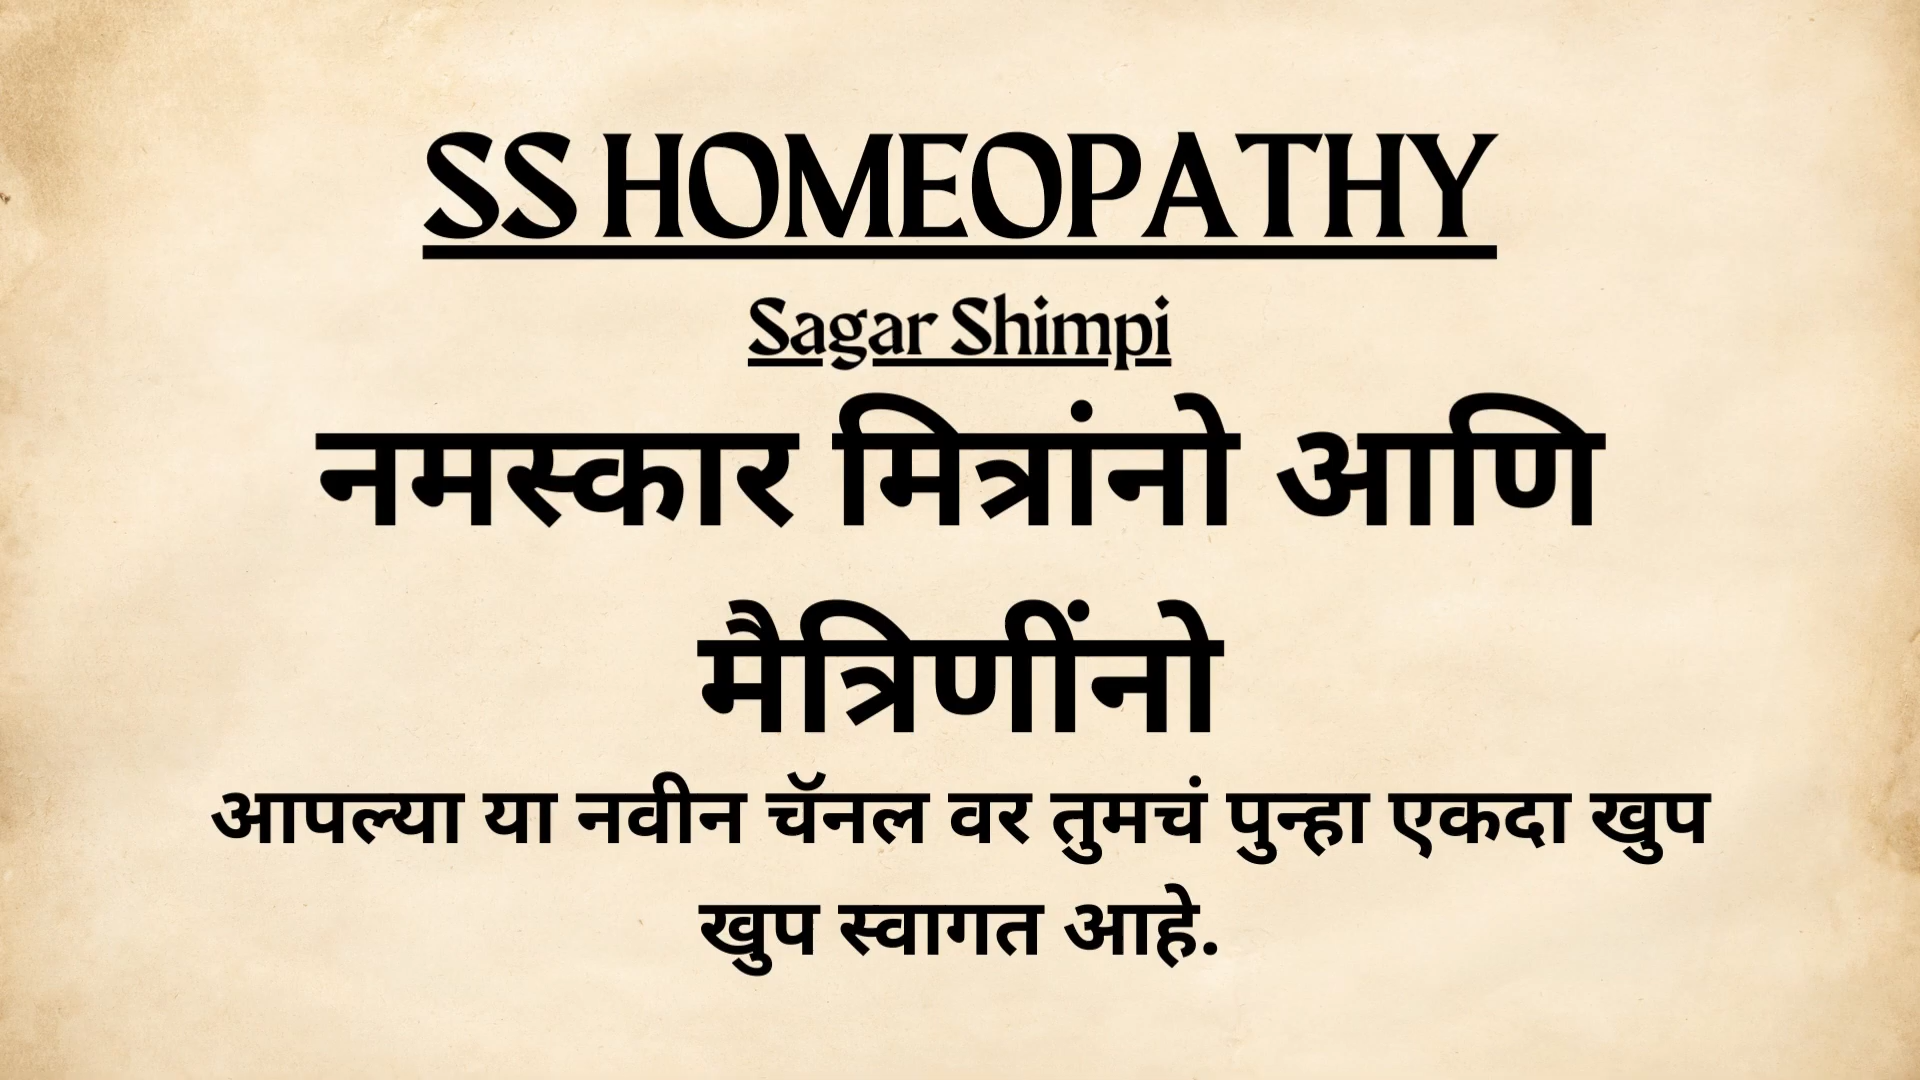 SS HOMEOPATHY
Sagar Shimpi
नमस्कार मित्रांनो आणि
मैत्रिणींनो
आपल्या या नवीन चॅनल वर तुमचं पुन्हा एकदा खुप
खुप स्वागत आहे.